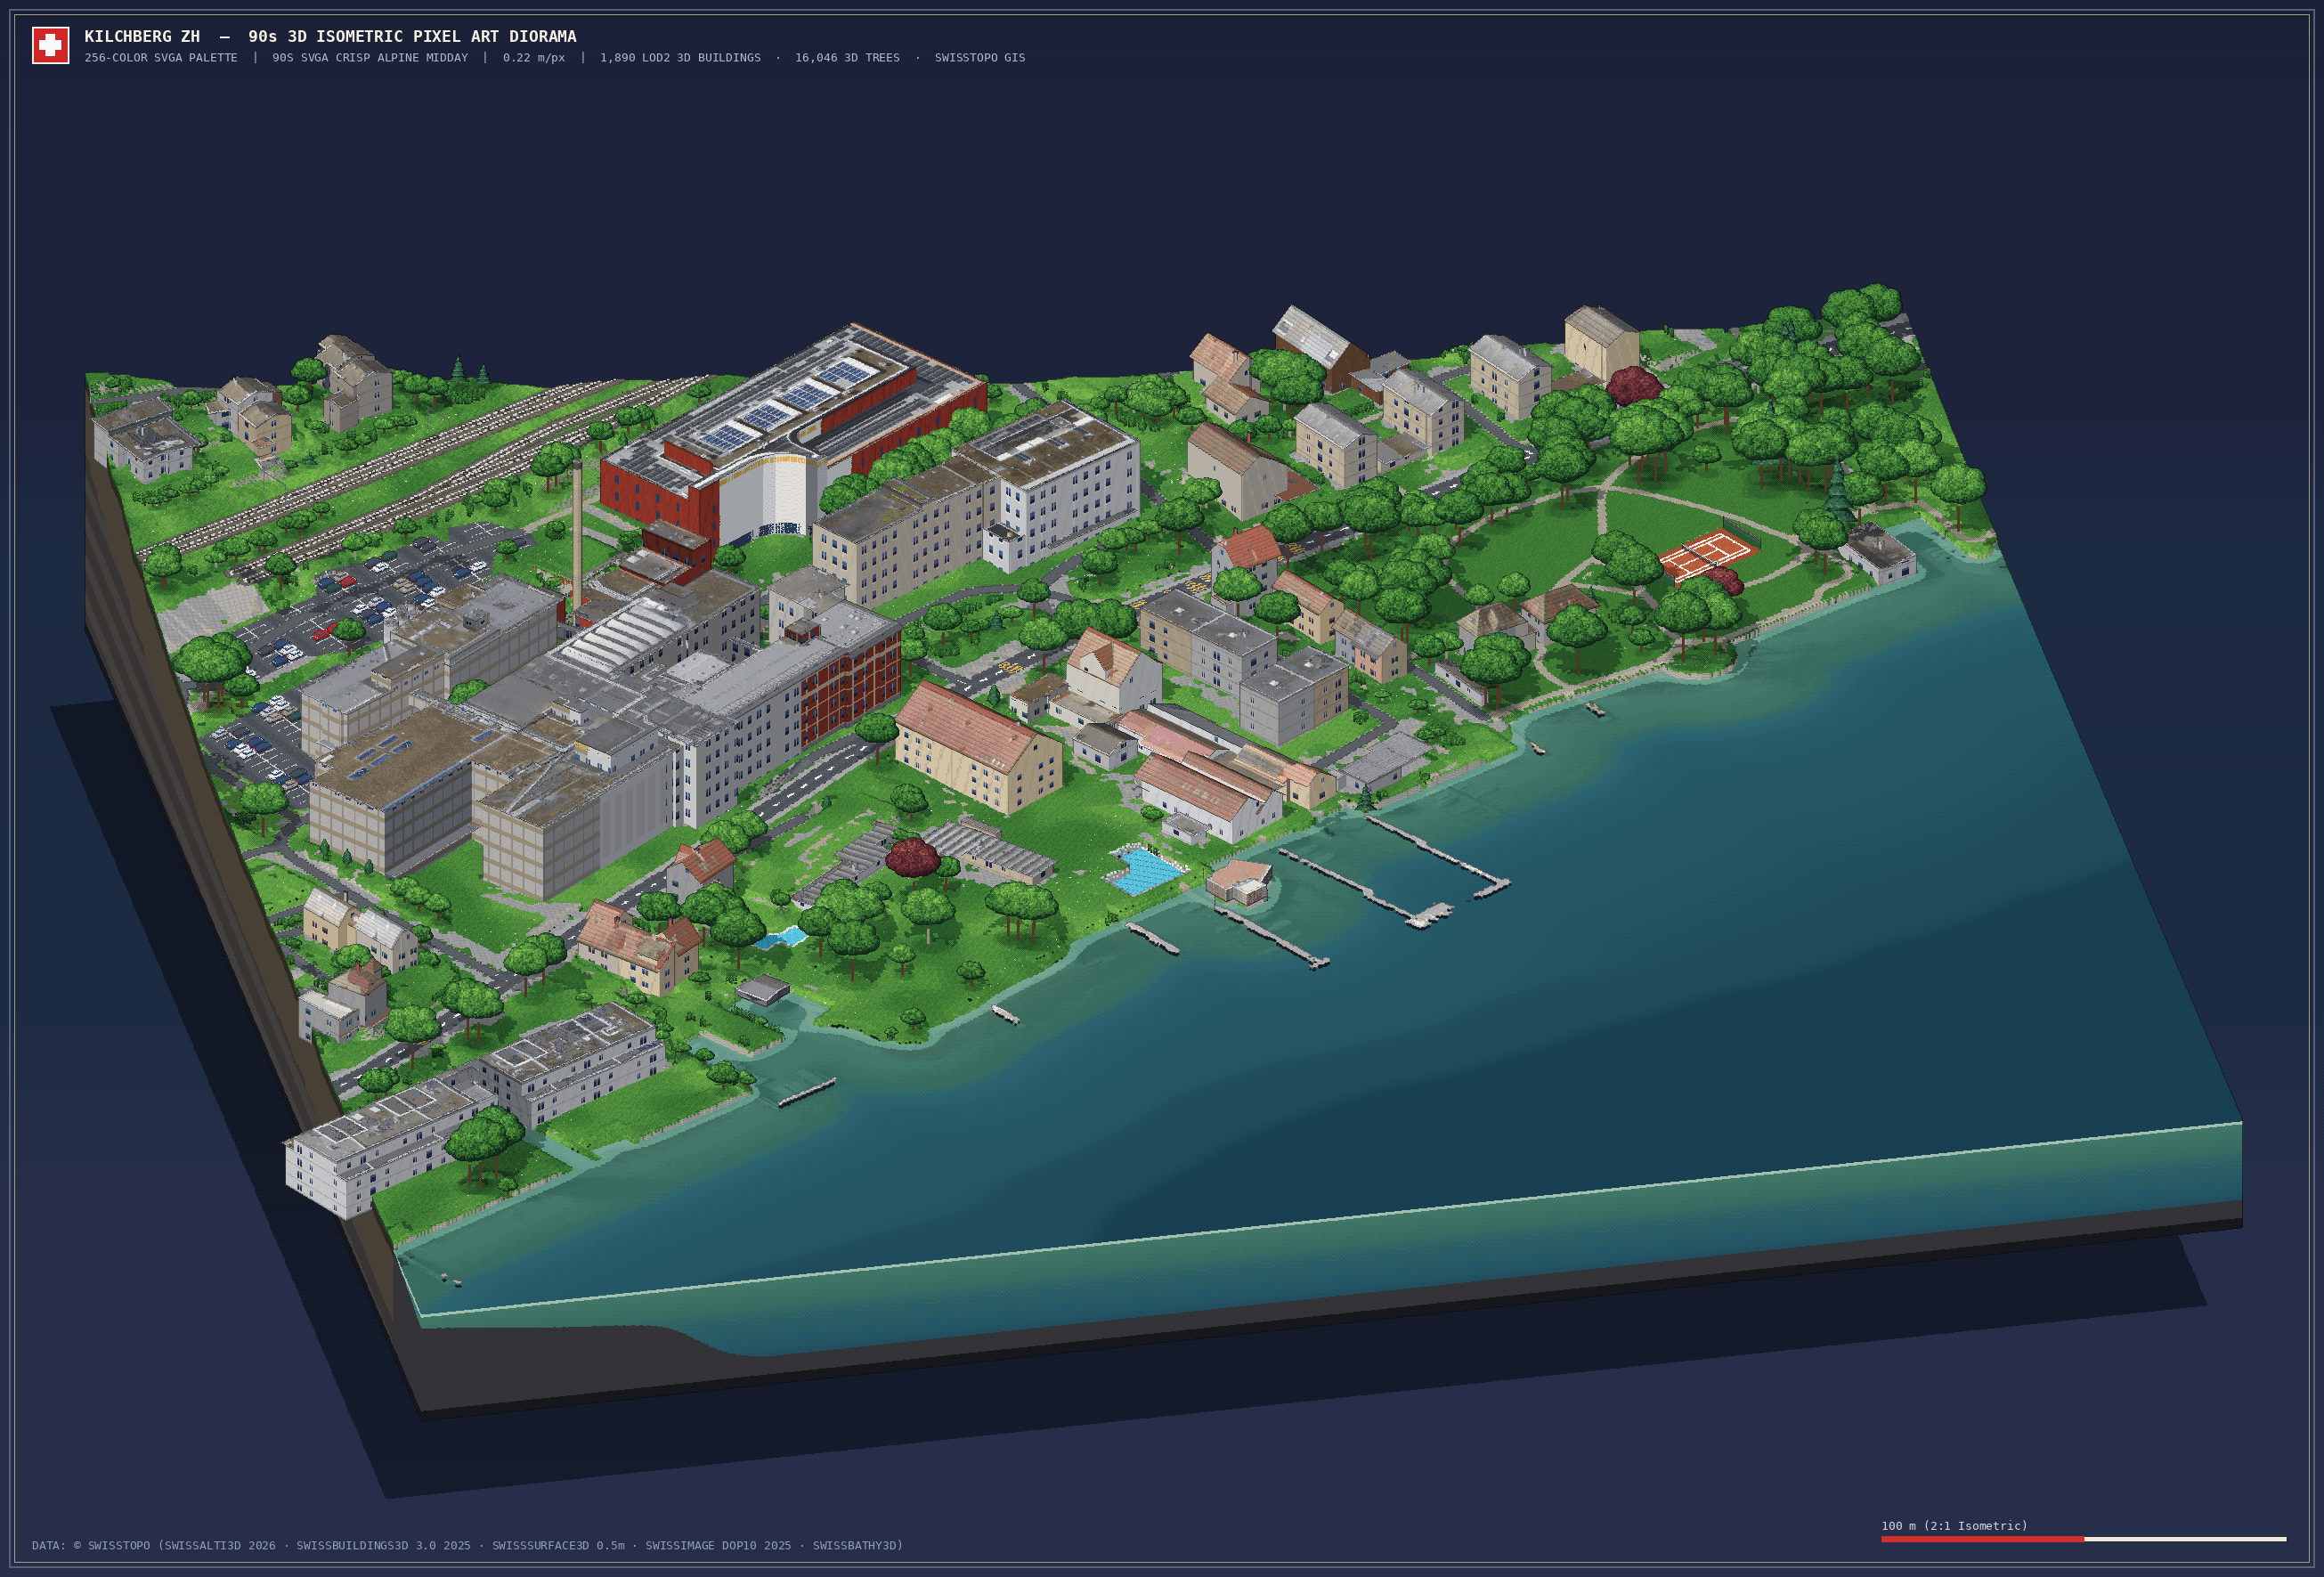 KILCHBERG ZH — 90s 3D ISOMETRIC PIXEL ART DIORAMA
256-COLOR SVGA PALETTE | 90S SVGA CRISP ALPINE MIDDAY | 0.22 m/px | 1,890 LOD2 3D BUILDINGS · 16,046 3D TREES · SWISSTOPO GIS
100 m (2:1 Isometric)
DATA: © SWISSTOPO (SWISSALTI3D 2026 · SWISSBUILDINGS3D 3.0 2025 · SWISSSURFACE3D 0.5m · SWISSIMAGE DOP10 2025 · SWISSBATHY3D)